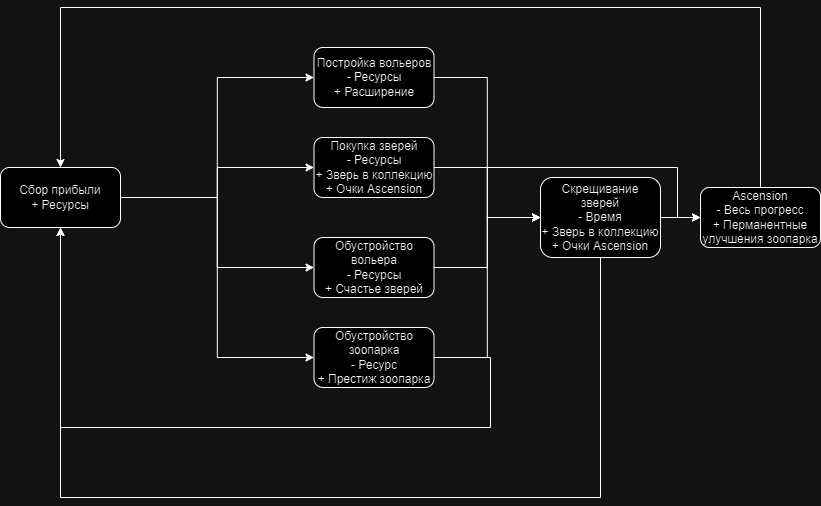 Сбор прибыли
+ Ресурсы
Постройка вольеров
- Ресурсы
+ Расширение
Покупка зверей
- Ресурсы
+ Зверь в коллекцию
+ Очки Ascension
Обустройство
вольера
- Ресурсы
+ Счастье зверей
Обустройство
зоопарка
- Ресурс
+ Престиж зоопарка
Скрещивание
зверей
- Время
+ Зверь в коллекцию
+ Очки Ascension
Ascension
- Весь прогресс
+ Перманентные
улучшения зоопарка